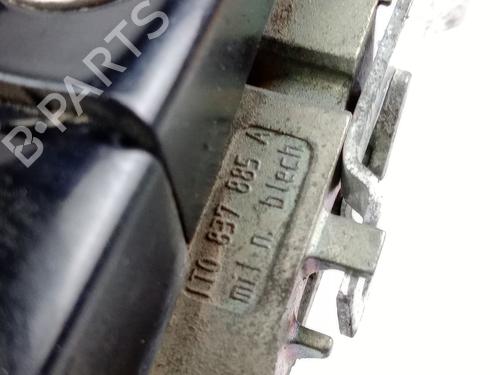 B-PARTS
1T0 837 885 A
mit n. blech